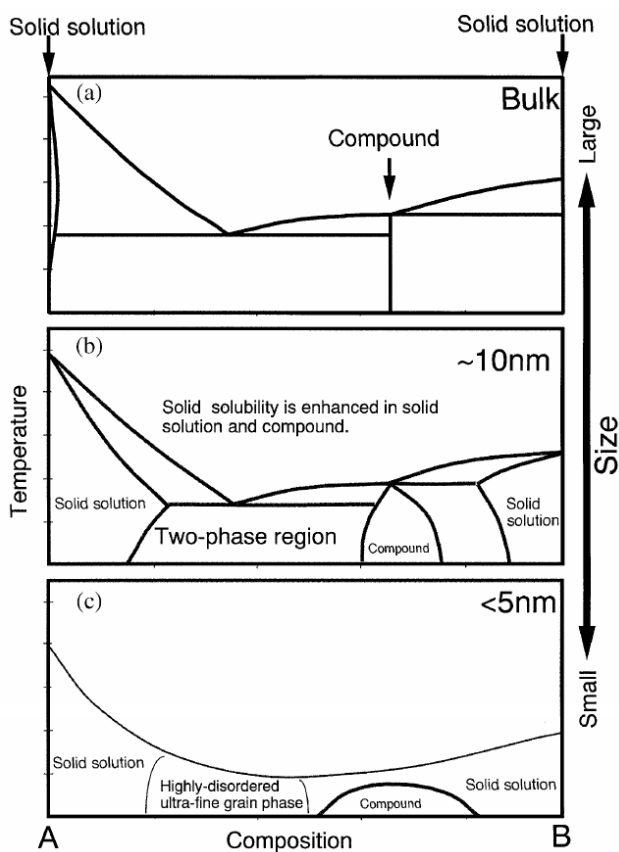 Solid solution
Solid solution
(a)
Bulk
Compound
Large
(b)
~10nm
Solid solubility is enhanced in solid
solution and compound.
Temperature
Size
Solid solution
Solid
solution
Two-phase region
Compound
(c)
<5nm
Small
Solid solution
Highly-disordered
ultra-fine grain phase
Solid solution
Compound
A
Composition
B